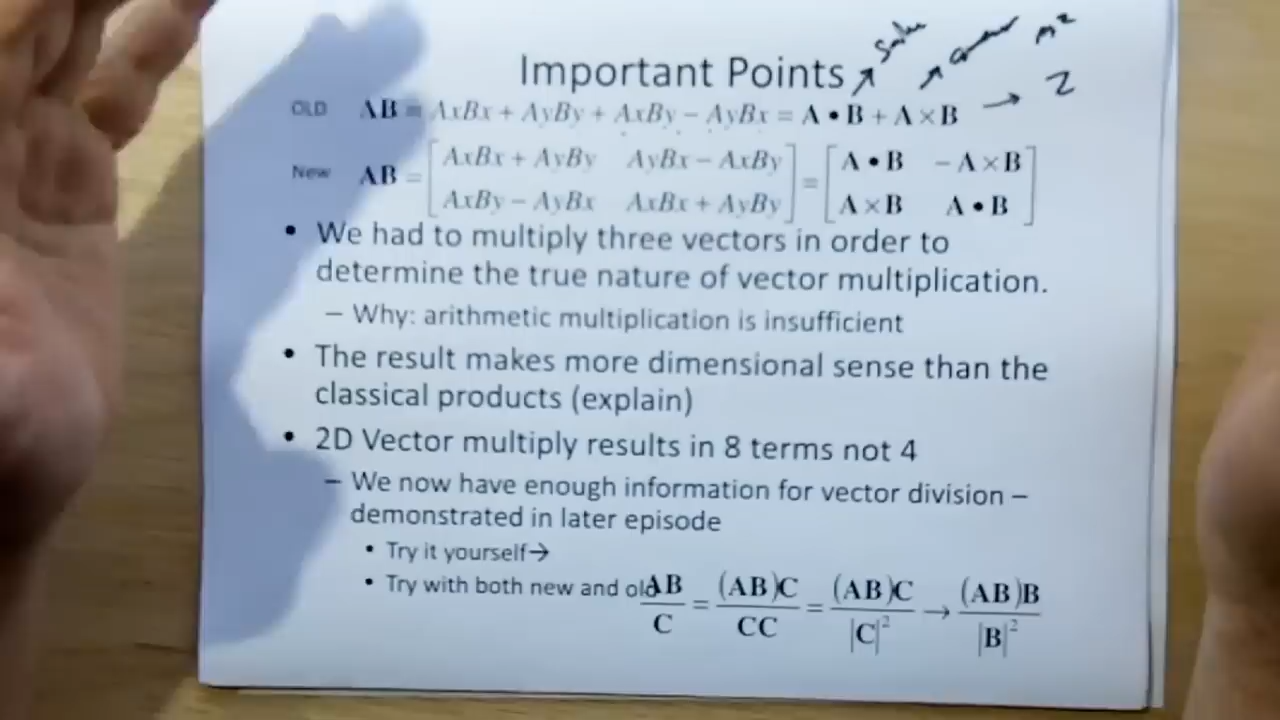 Important Points
m²
2
OLD AB = AxBx + AyBy + AxBy − AyBx = A • B + A × B →
New AB = [AxBx + AyBy AyBx − AxBy] = [A • B − A × B]
[AxBy − AyBx AxBx + AyBy] [A × B A • B]
• We had to multiply three vectors in order to
determine the true nature of vector multiplication.
– Why: arithmetic multiplication is insufficient
• The result makes more dimensional sense than the
classical products (explain)
• 2D Vector multiply results in 8 terms not 4
– We now have enough information for vector division –
demonstrated in later episode
• Try it yourself→
• Try with both new and old
AB/C = (AB)C/CC = (AB)C/|C|² → (AB)B/|B|²